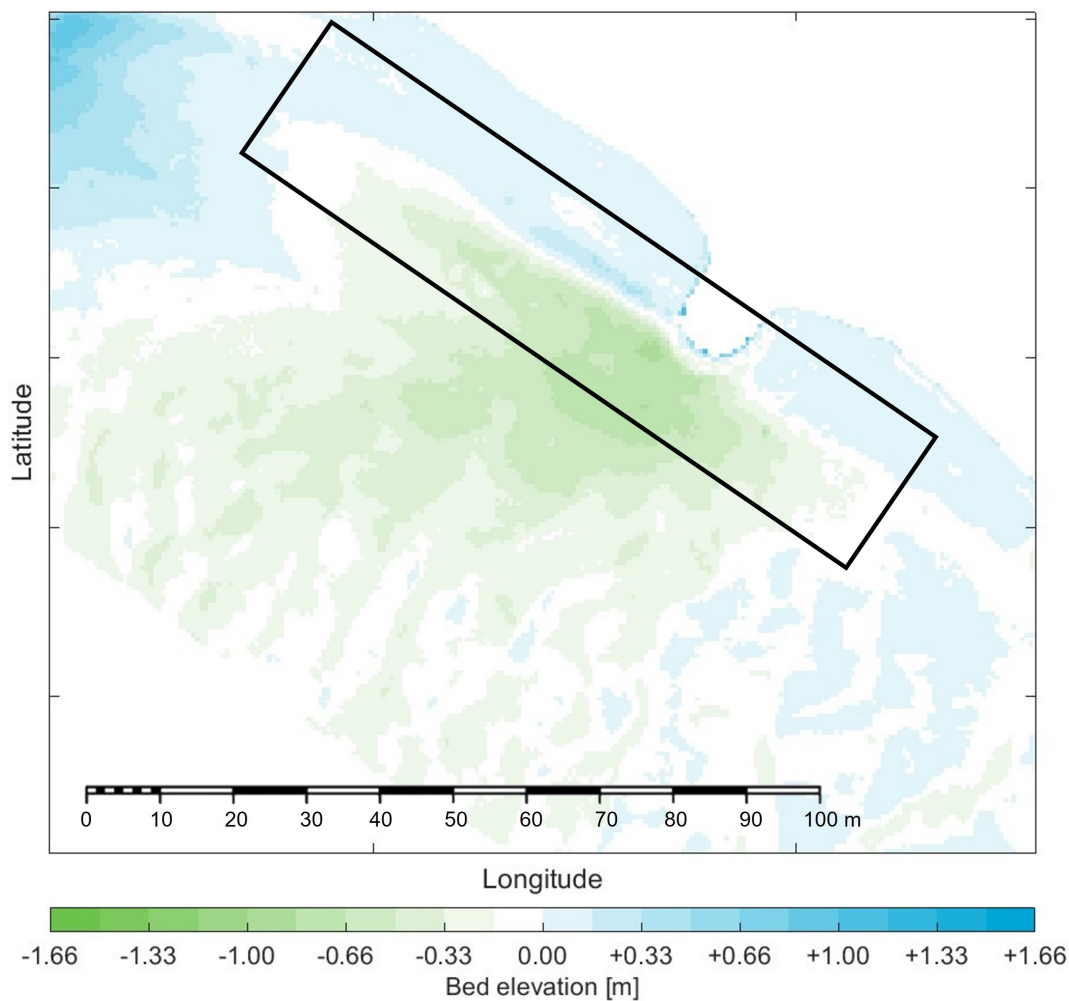 Latitude
0 10 20 30 40 50 60 70 80 90 100 m
Longitude
-1.66 -1.33 -1.00 -0.66 -0.33 0.00 +0.33 +0.66 +1.00 +1.33 +1.66
Bed elevation [m]